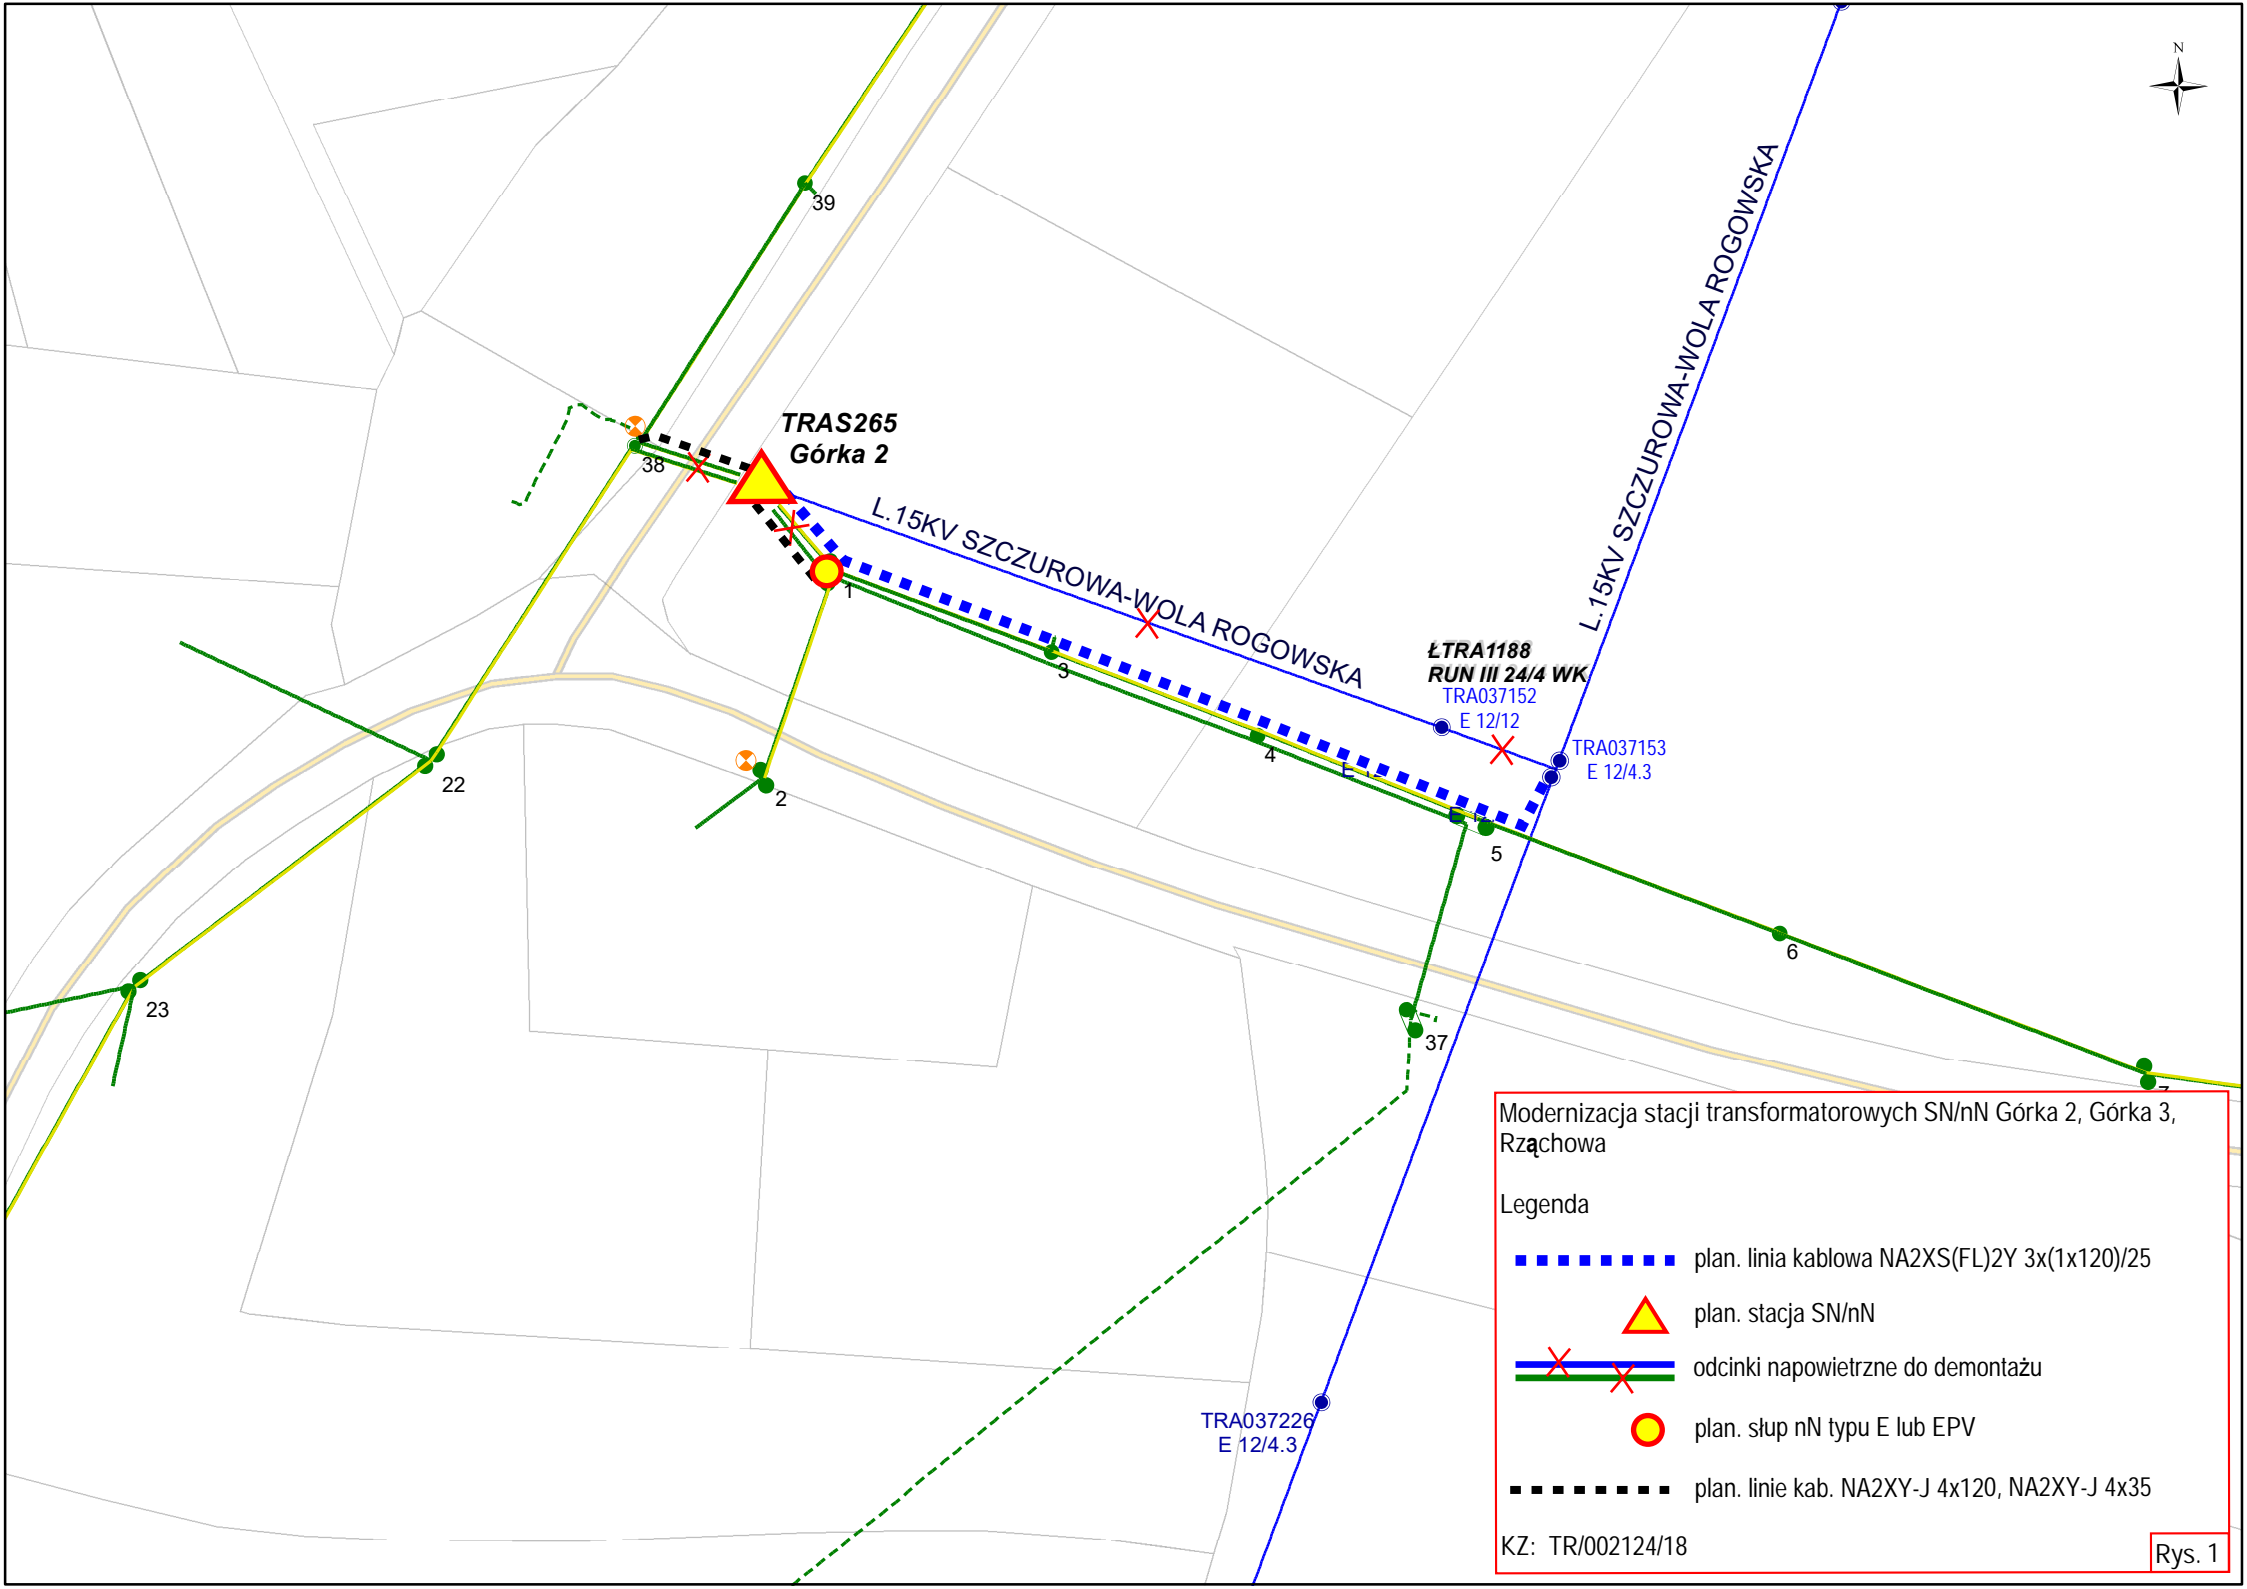 N
39
TRAS265
Górka 2
38
L.15KV SZCZUROWA-WOLA ROGOWSKA
L.15KV SZCZUROWA-WOLA ROGOWSKA
1
3
ŁTRA1188
RUN III 24/4 WK
TRA037152
E 12/12
TRA037153
E 12/4.3
4
22
2
5
6
23
37
7
TRA037226
E 12/4.3
Modernizacja stacji transformatorowych SN/nN Górka 2, Górka 3,
Rząchowa
Legenda
plan. linia kablowa NA2XS(FL)2Y 3x(1x120)/25
plan. stacja SN/nN
odcinki napowietrzne do demontażu
plan. słup nN typu E lub EPV
plan. linie kab. NA2XY-J 4x120, NA2XY-J 4x35
KZ: TR/002124/18
Rys. 1